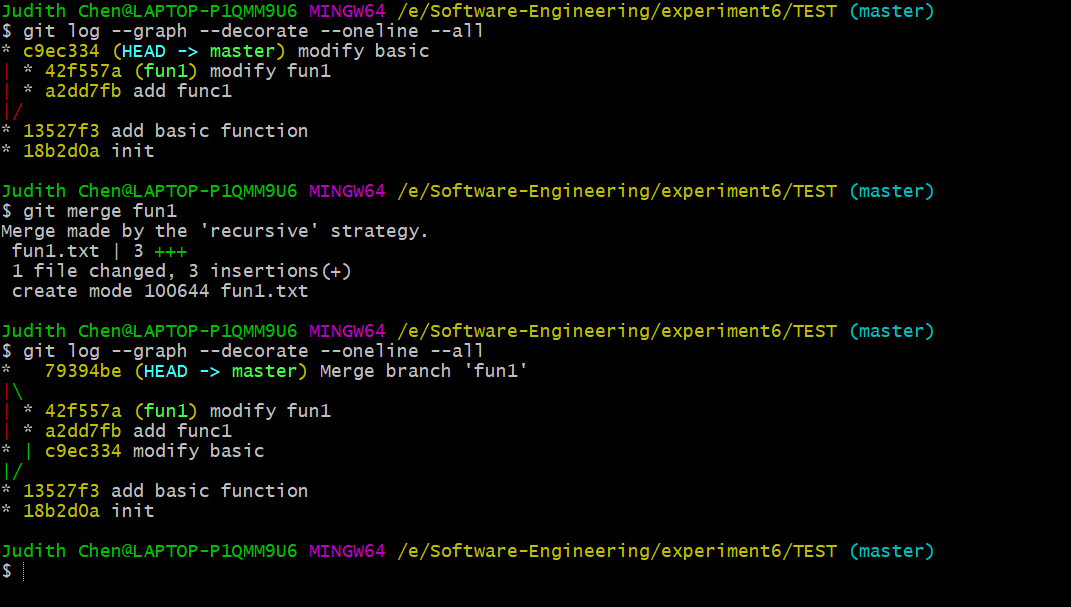 Judith Chen@LAPTOP-P1QMM9U6 MINGW64 /e/Software-Engineering/experiment6/TEST (master)
$ git log --graph --decorate --oneline --all
* c9ec334 (HEAD -> master) modify basic
| * 42f557a (fun1) modify fun1
| * a2dd7fb add func1
|/
* 13527f3 add basic function
* 18b2d0a init
Judith Chen@LAPTOP-P1QMM9U6 MINGW64 /e/Software-Engineering/experiment6/TEST (master)
$ git merge fun1
Merge made by the 'recursive' strategy.
 fun1.txt | 3 +++
 1 file changed, 3 insertions(+)
 create mode 100644 fun1.txt
Judith Chen@LAPTOP-P1QMM9U6 MINGW64 /e/Software-Engineering/experiment6/TEST (master)
$ git log --graph --decorate --oneline --all
*   79394be (HEAD -> master) Merge branch 'fun1'
|\
| * 42f557a (fun1) modify fun1
| * a2dd7fb add func1
* | c9ec334 modify basic
|/
* 13527f3 add basic function
* 18b2d0a init
Judith Chen@LAPTOP-P1QMM9U6 MINGW64 /e/Software-Engineering/experiment6/TEST (master)
$